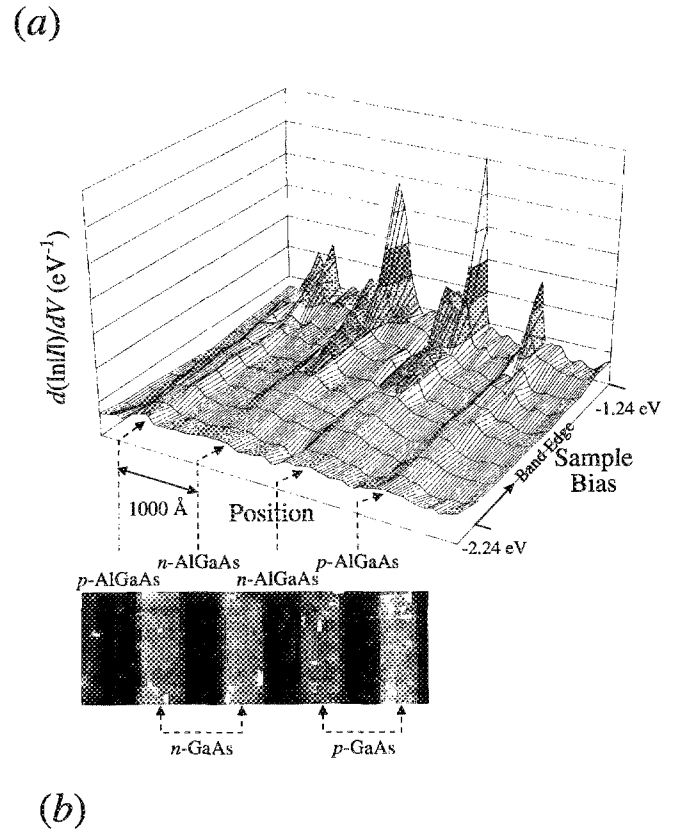 (a)
d(ln|I|)/dV (eV⁻¹)
-1.24 eV
Band Edge
Sample
Bias
1000 Å
Position
-2.24 eV
n-AlGaAs
p-AlGaAs
p-AlGaAs
n-AlGaAs
n-GaAs
p-GaAs
(b)